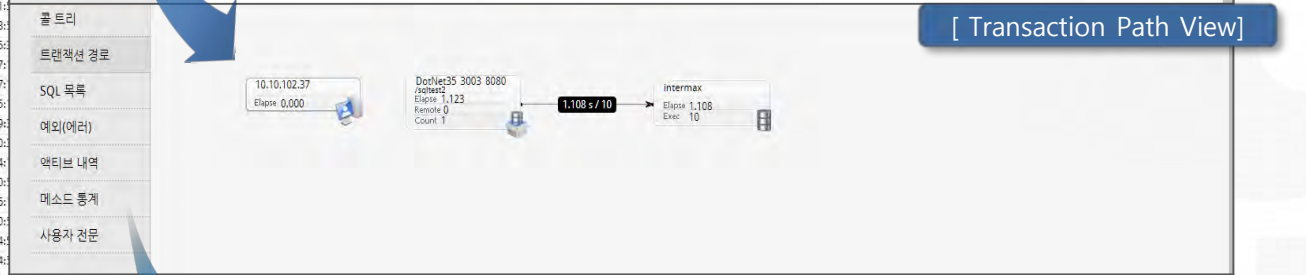 [ Transaction Path View]
콜 트리
트랜잭션 경로
SQL 목록
예외(에러)
액티브 내역
메소드 통계
사용자 전문
10.10.102.37
Elapse 0.000
DotNet35 3003 8080
/sqltest2
Elapse 1.123
Remote 0
Count 1
1.108 s / 10
intermax
Elapse 1.108
Exec 10